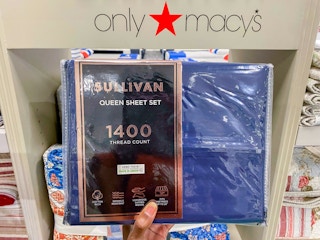 only ★ macy's
SULLIVAN
QUEEN SHEET SET
1400
THREAD COUNT